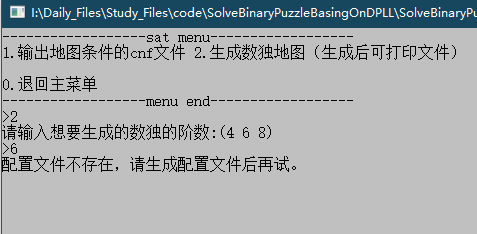 I:\Daily_Files\Study_Files\code\SolveBinaryPuzzleBasingOnDPLL\SolveBinaryPu
------------------sat menu------------------
1.输出地图条件的cnf文件 2.生成数独地图（生成后可打印文件）
0.退回主菜单
------------------menu end------------------
>2
请输入想要生成的数独的阶数:(4 6 8)
>6
配置文件不存在，请生成配置文件后再试。